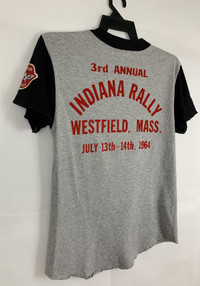 3rd ANNUAL
INDIANA RALLY
WESTFIELD, MASS.
JULY 13th-14th, 1964